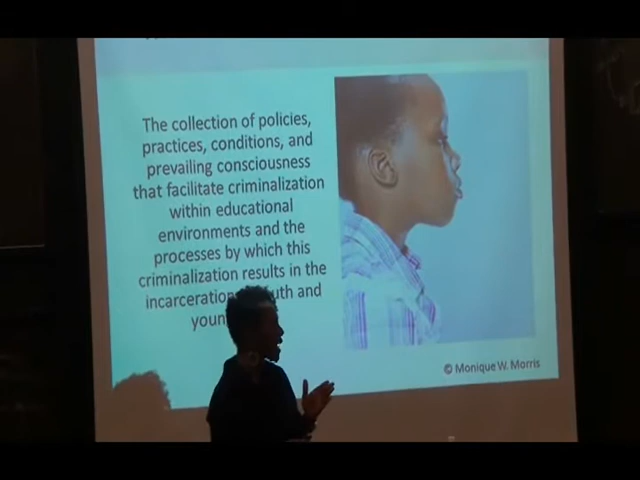 The collection of policies,
practices, conditions, and
prevailing consciousness
that facilitate criminalization
within educational
environments and the
processes by which this
criminalization results in the
incarceration and
© Monique W. Morris